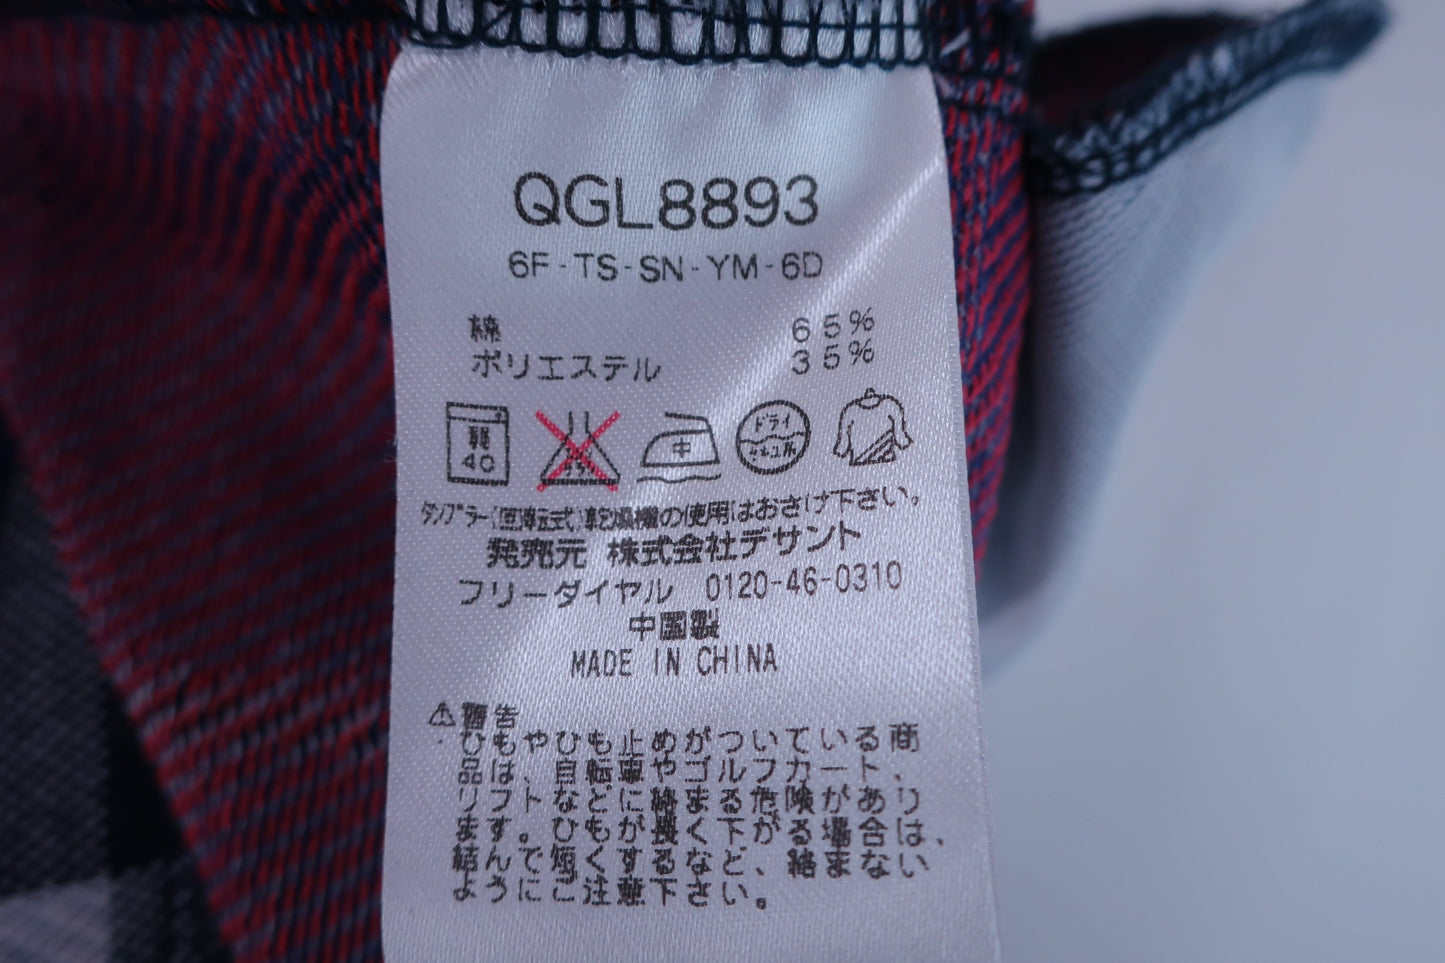 QGL8893
6F-TS-SN-YM-6D
綿 65%
ポリエステル 35%
弱 40 中 ドライ セキユ系
タンブラー(回転式)乾燥機の使用はおさけ下さい。
発売元 株式会社デサント
フリーダイヤル 0120-46-0310
中国製
MADE IN CHINA
⚠警告
ひもやひも止めがついている商
品は、自転車やゴルフカート、
リフトなどに絡まる危険があり
ます。ひもが長く下がる場合は、
結んで短くするなど、絡まない
ようにご注意下さい。